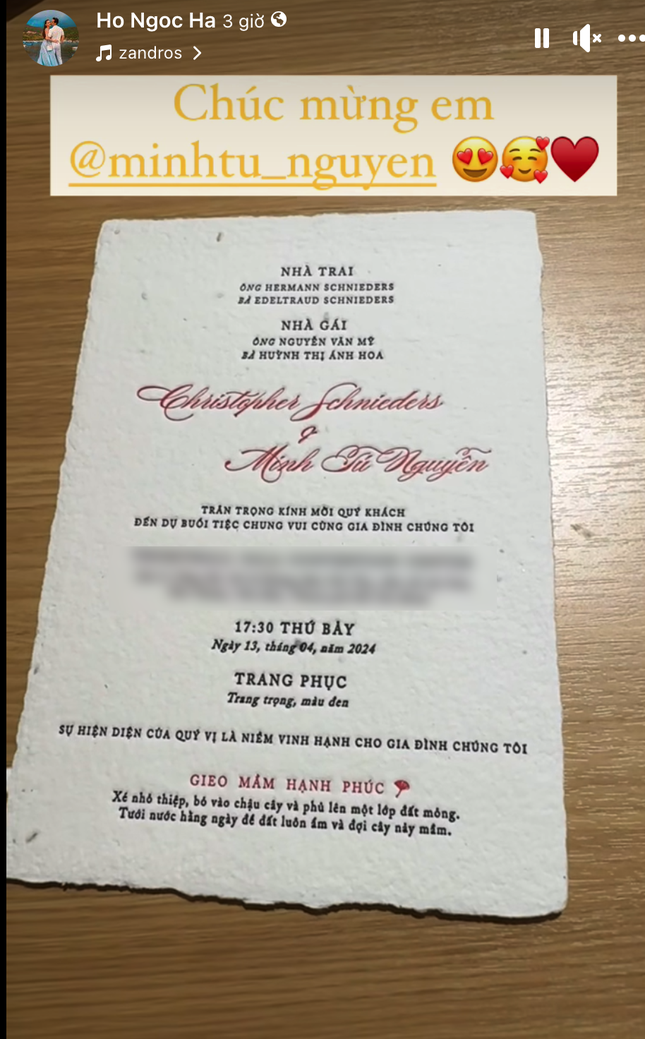 Ho Ngoc Ha 3 giờ
zandros
Chúc mừng em
@minhtu_nguyen
NHÀ TRAI
ÔNG HERMANN SCHNIEDERS
BÀ EDELTRAUD SCHNIEDERS
NHÀ GÁI
ÔNG NGUYỄN VĂN MỸ
BÀ HUỲNH THỊ ÁNH HOA
Christopher Schnieders
&
Minh Tú Nguyễn
TRÂN TRỌNG KÍNH MỜI QUÝ KHÁCH
ĐẾN DỰ BUỔI TIỆC CHUNG VUI CÙNG GIA ĐÌNH CHÚNG TÔI
17:30 THỨ BẢY
Ngày 13, tháng 04, năm 2024
TRANG PHỤC
Trang trọng, màu đen
SỰ HIỆN DIỆN CỦA QUÝ VỊ LÀ NIỀM VINH HẠNH CHO GIA ĐÌNH CHÚNG TÔI
GIEO MẦM HẠNH PHÚC
Xé nhỏ thiệp, bỏ vào chậu cây và phủ lên một lớp đất mỏng.
Tưới nước hằng ngày để đất luôn ẩm và đợi cây nảy mầm.